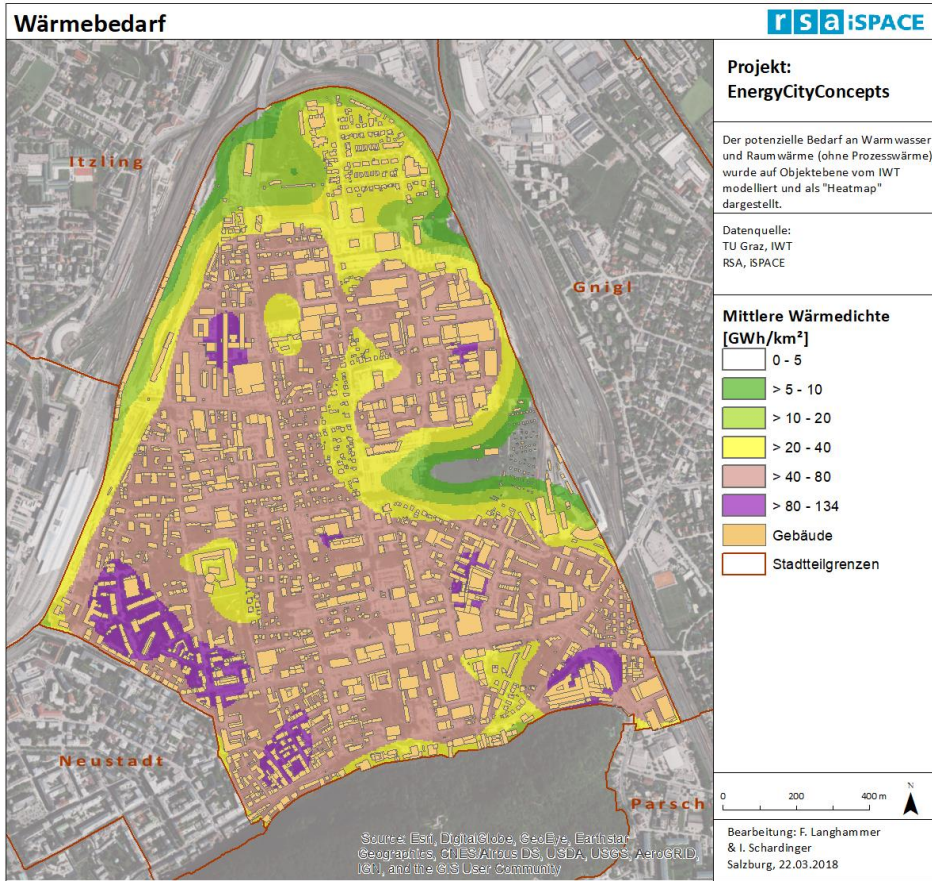 Wärmebedarf
rsa iSPACE
Projekt:
EnergyCityConcepts
Der potenzielle Bedarf an Warmwasser
und Raumwärme (ohne Prozesswärme)
wurde auf Objektebene vom IWT
modelliert und als "Heatmap"
dargestellt.
Datenquelle:
TU Graz, IWT
RSA, iSPACE
Mittlere Wärmedichte
[GWh/km²]
0 - 5
> 5 - 10
> 10 - 20
> 20 - 40
> 40 - 80
> 80 - 134
Gebäude
Stadtteilgrenzen
Itzling
Gnigl
Neustadt
Parsch
Source: Esri, DigitalGlobe, GeoEye, Earthstar
Geographics, CNES/Airbus DS, USDA, USGS, AeroGRID,
IGN, and the GIS User Community
0 200 400 m
N
Bearbeitung: F. Langhammer
& I. Schardinger
Salzburg, 22.03.2018